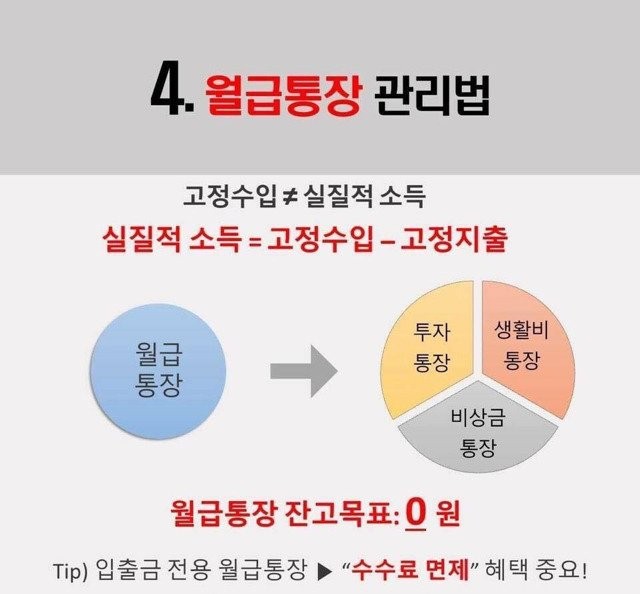 4. 월급통장 관리법
고정수입 ≠ 실질적 소득
실질적 소득 = 고정수입 – 고정지출
월급
통장
투자
통장
생활비
통장
비상금
통장
월급통장 잔고목표: 0 원
Tip) 입출금 전용 월급통장 ▶ “수수료 면제” 혜택 중요!